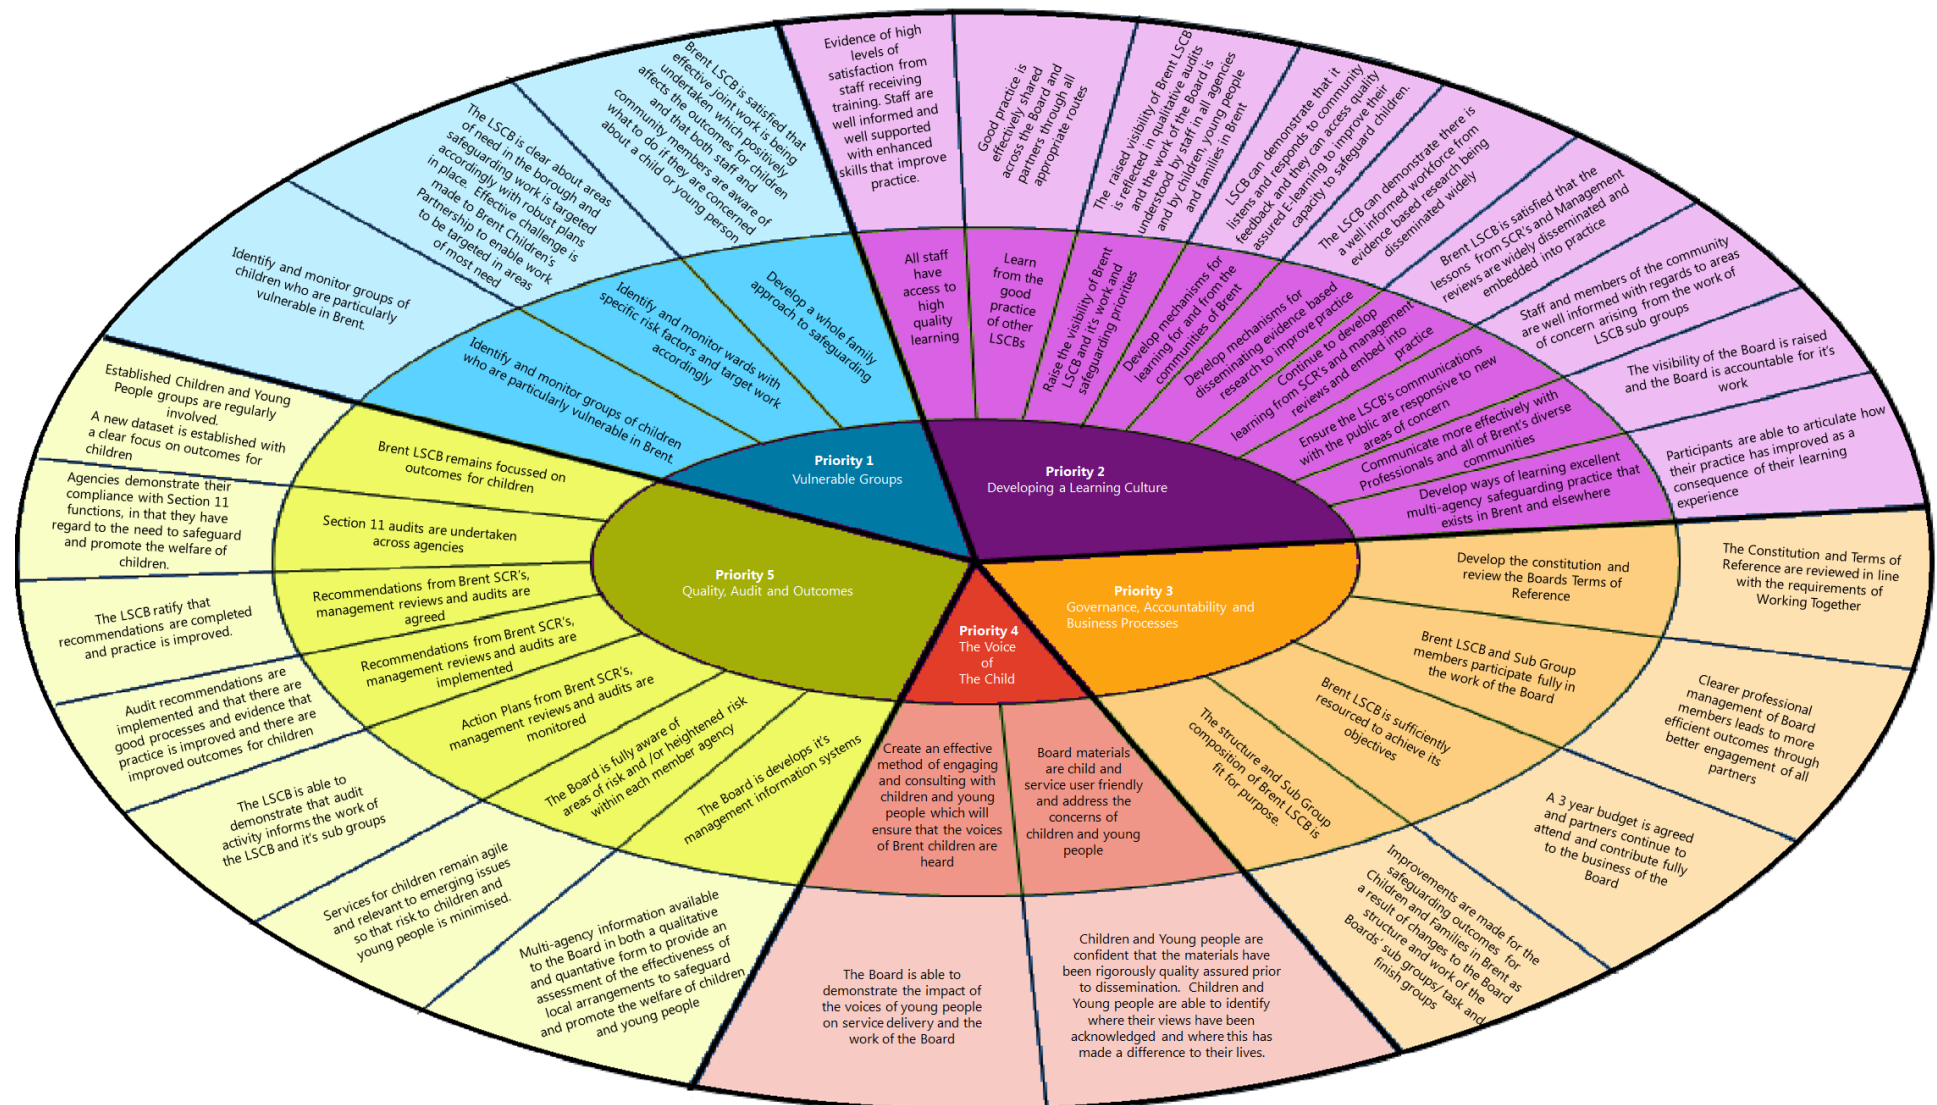 Priority 1
Vulnerable Groups
Identify and monitor groups of children
who are particularly vulnerable in Brent.
Identify and monitor groups of
children who are particularly
vulnerable in Brent.
Identify and monitor wards with
specific risk factors and target work
accordingly
The LSCB is clear about areas
of need in the borough and
safeguarding work is targeted
accordingly with robust plans
in place.  Effective challenge is
made to Brent Children's
Partnership to enable work
to be targeted in areas
of most need
Develop a whole family
approach to safeguarding
Brent LSCB is satisfied that
effective joint work is being
undertaken which positively
affects the outcomes for children
and that both staff and
community members are aware of
what to do if they are concerned
about a child or young person
Priority 2
Developing a Learning Culture
All staff
have
access to
high
quality
learning
Evidence of high
levels of
satisfaction from
staff receiving
training. Staff are
well informed and
well supported
with enhanced
skills that improve
practice.
Learn
from the
good
practice
of other
LSCBs
Good practice is
effectively shared
across the Board and
partners through all
appropriate routes
Raise the visibility of Brent
LSCB and it's work and
safeguarding priorities
The  raised visibility of Brent LSCB
is reflected in qualitative audits
and the work of the Board is
understood by staff in all agencies
and by children, young people
and families in Brent
Develop mechanisms for
learning for and from the
communities of Brent
LSCB can demonstrate that it
listens and responds to community
feedback and they can access quality
assured E-learning to improve their
capacity to safeguard children.
Develop mechanisms for
disseminating evidence based
research to improve practice
The LSCB can demonstrate there is
a well informed workforce from
evidence based research being
disseminated widely
Continue to develop
learning from SCR's and management
reviews and embed into
practice
Brent LSCB is satisfied that the
lessons  from SCR's and Management
reviews are widely disseminated and
embedded into practice
Ensure the LSCB's communications
with the public are responsive to new
areas of concern
Staff and members of the community
are well informed with regards to areas
of concern arising from the work of
LSCB sub groups
Communicate more effectively with
Professionals and all of Brent's diverse
communities
The visibility of the Board is raised
and the Board is accountable for it's
work
Develop ways of learning excellent
multi-agency safeguarding practice that
exists in Brent and elsewhere
Participants are able to articulate how
their practice has improved as a
consequence of their learning
experience
Priority 3
Governance, Accountability and
Business Processes
Develop the constitution and
review the Boards Terms of
Reference
The Constitution and Terms of
Reference are reviewed in line
with the requirements of
Working Together
Brent LSCB and Sub Group
members participate fully in
the work of the Board
Clearer professional
management of Board
members leads to more
efficient outcomes through
better engagement of all
partners
Brent LSCB is sufficiently
resourced to achieve its
objectives
A 3 year budget is agreed
and partners continue to
attend and contribute fully
to the business of the
Board
The structure and Sub Group
composition of Brent LSCB is
fit for purpose.
Improvements are made for the
safeguarding outcomes  for
Children and Families in Brent as
a result of changes to the Board
structure and work of the
Boards' sub groups/ task and
finish groups
Priority 4
The Voice
of
The Child
Board materials
are child and
service user friendly
and address the
concerns of
children and young
people
Children and Young people are
confident that the materials have
been rigorously quality assured prior
to dissemination.  Children and
Young people are able to identify
where their views have been
acknowledged and where this has
made a difference to their lives.
Create an effective
method of engaging
and consulting with
children and young
people which will
ensure that the voices
of Brent children are
heard
The Board is able to
demonstrate the impact of
the voices of young people
on service delivery and the
work of the Board
Priority 5
Quality, Audit and Outcomes
The Board is develops it's
management information systems
Multi-agency information available
to the Board in both a qualitative
and quantative form to provide an
assessment of the effectiveness of
local arrangements to safeguard
and promote the welfare of children
and young people
The Board is fully aware of
areas of risk and /or heightened risk
within each member agency
Services for children remain agile
and relevant to emerging issues
so that risk to children and
young people is minimised.
Action Plans from Brent SCR's,
management reviews and audits are
monitored
The LSCB is able to
demonstrate that audit
activity informs the work of
the LSCB and it's sub groups
Recommendations from Brent SCR's,
management reviews and audits are
implemented
Audit recommendations are
implemented and that there are
good processes and evidence that
practice is improved and there are
improved outcomes for children
Recommendations from Brent SCR's,
management reviews and audits are
agreed
The LSCB ratify that
recommendations are completed
and practice is improved.
Section 11 audits are undertaken
across agencies
Agencies demonstrate their
compliance with Section 11
functions, in that they have
regard to the need to safeguard
and promote the welfare of
children.
Brent LSCB remains focussed on
outcomes for children
Established Children and Young
People groups are regularly
involved.
A new dataset is established with
a clear focus on outcomes for
children